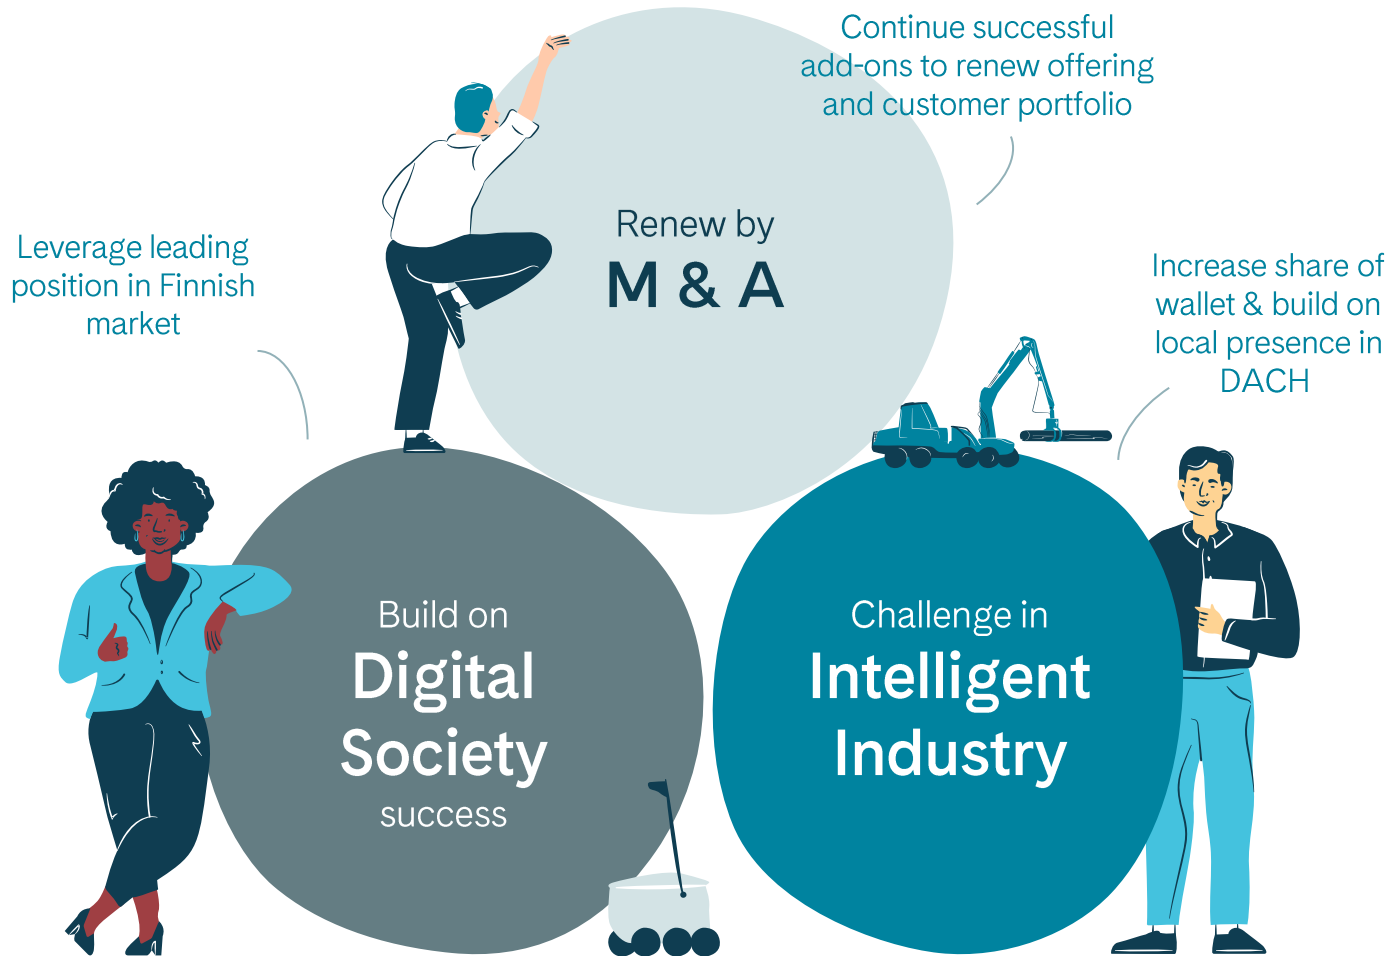 Continue successful
add-ons to renew offering
and customer portfolio
Renew by
M & A
Leverage leading
position in Finnish
market
Increase share of
wallet & build on
local presence in
DACH
Build on
Digital
Society
success
Challenge in
Intelligent
Industry